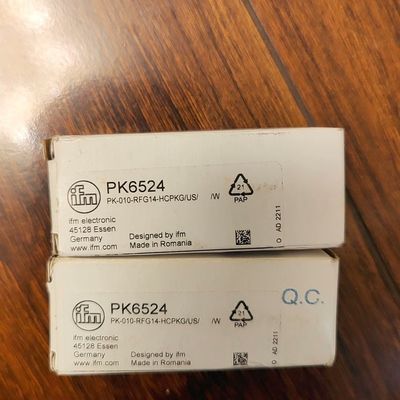 ifm
PK6524
PK-010-RFG14-HCPKG/US/ /W
ifm electronic
45128 Essen
Germany
www.ifm.com
Designed by ifm
Made in Romania
21
PAP
O AD 2211
ifm
PK6524
PK-010-RFG14-HCPKG/US/ /W
ifm electronic
45128 Essen
Germany
www.ifm.com
Designed by ifm
Made in Romania
21
PAP
O AD 2211
Q.C.